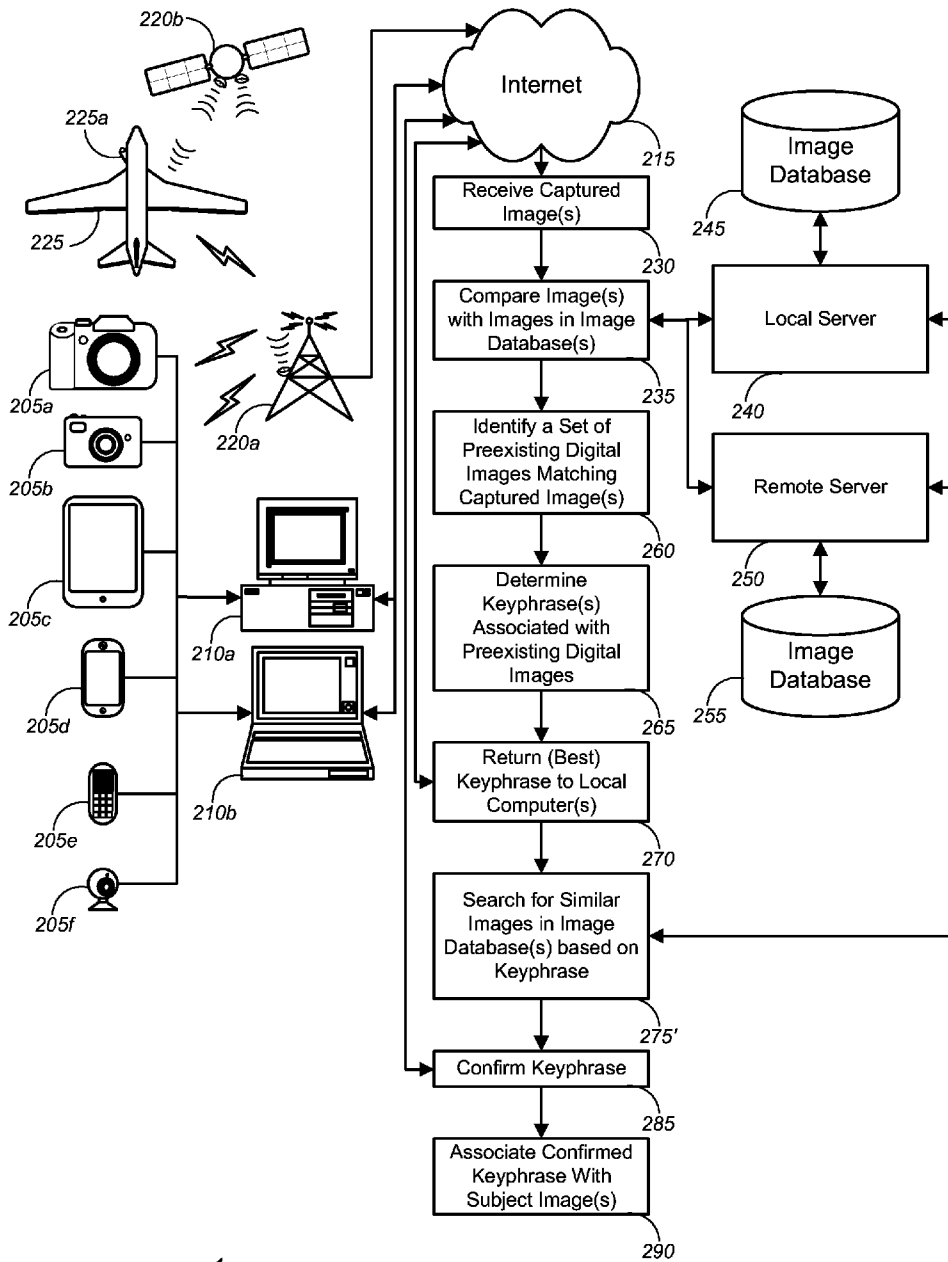 220b
225a
225
Internet
215
Receive Captured
Image(s)
230
Image
Database
245
Compare Image(s)
with Images in Image
Database(s)
235
Local Server
240
205a
220a
205b
Identify a Set of
Preexisting Digital
Images Matching
Captured Image(s)
260
Remote Server
250
205c
210a
Determine
Keyphrase(s)
Associated with
Preexisting Digital
Images
265
Image
Database
255
205d
210b
Return (Best)
Keyphrase to Local
Computer(s)
270
205e
205f
Search for Similar
Images in Image
Database(s) based on
Keyphrase
275'
Confirm Keyphrase
285
Associate Confirmed
Keyphrase With
Subject Image(s)
290